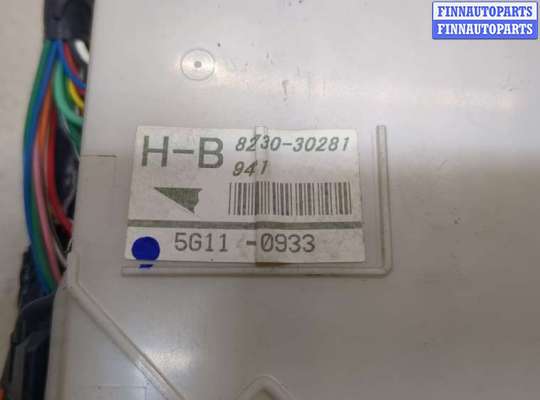 FINNAUTOPARTS
FINNAUTOPARTS
H-B 8230-30281
941
5G11-0933